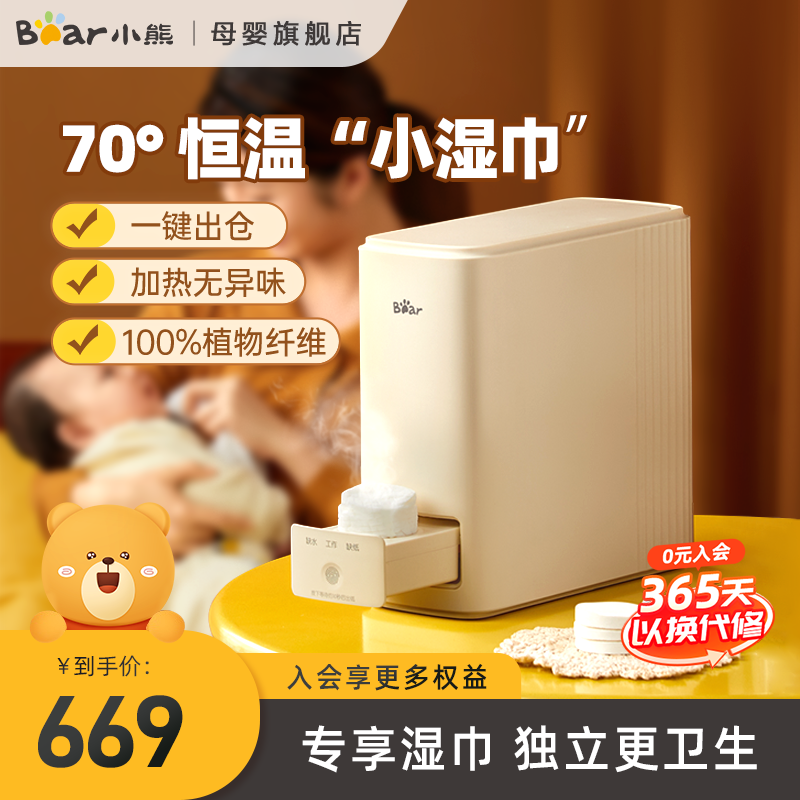 Bear小熊 | 母婴旗舰店
70° 恒温 “小湿巾”
一键出仓
加热无异味
100%植物纤维
Bear
缺水 工作 缺纸
0元入会
365天
以换代修
￥到手价:
669
入会享更多权益
专享湿巾 独立更卫生